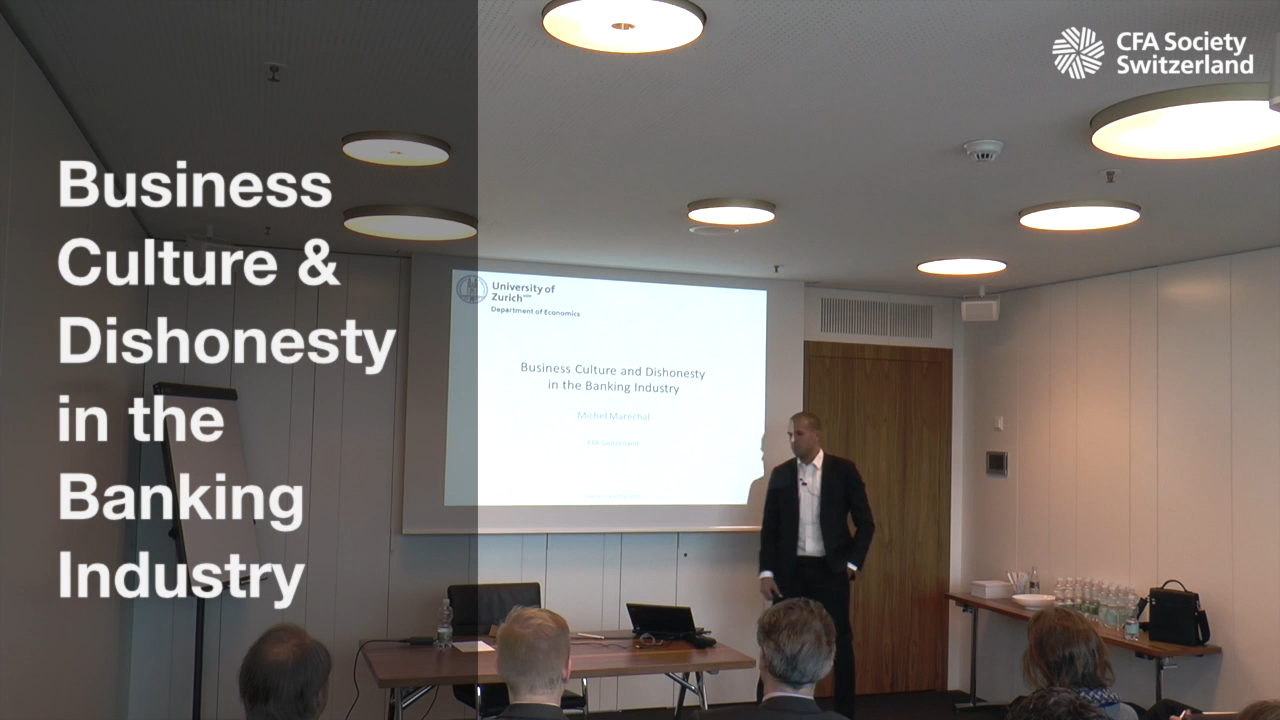 CFA Society
Switzerland
Business
Culture &
Dishonesty
in the
Banking
Industry
University of
Zurich
Department of Economics
Business Culture and Dishonesty
in the Banking Industry
Michel Maréchal
CFA Switzerland